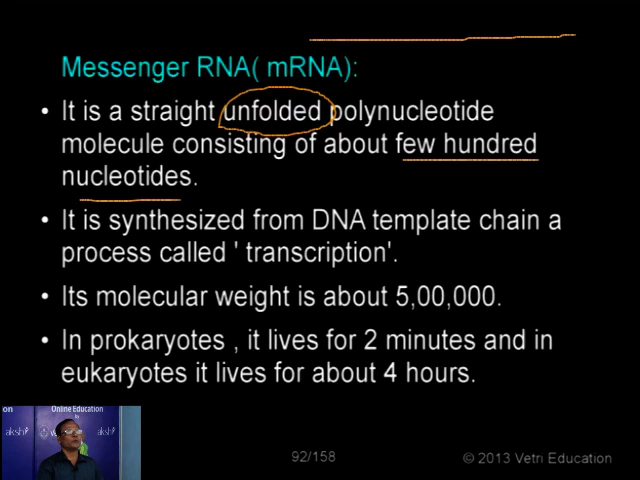 Messenger RNA( mRNA):
• It is a straight unfolded polynucleotide
molecule consisting of about few hundred
nucleotides.
• It is synthesized from DNA template chain a
process called ' transcription'.
• Its molecular weight is about 5,00,000.
• In prokaryotes , it lives for 2 minutes and in
eukaryotes it lives for about 4 hours.
Online Education
92/158
© 2013 Vetri Education